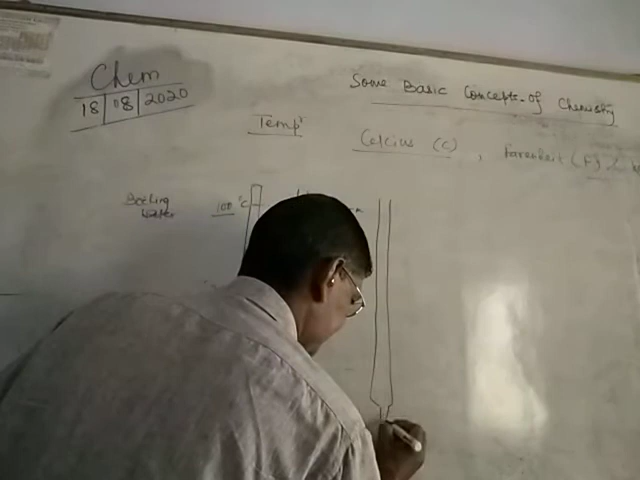 Chem
18 | 08 | 2020
Some Basic Concepts of Chemistry
Temp^r
Celcius (C) , Farenheit (F) &
Boiling 100 °C
Water